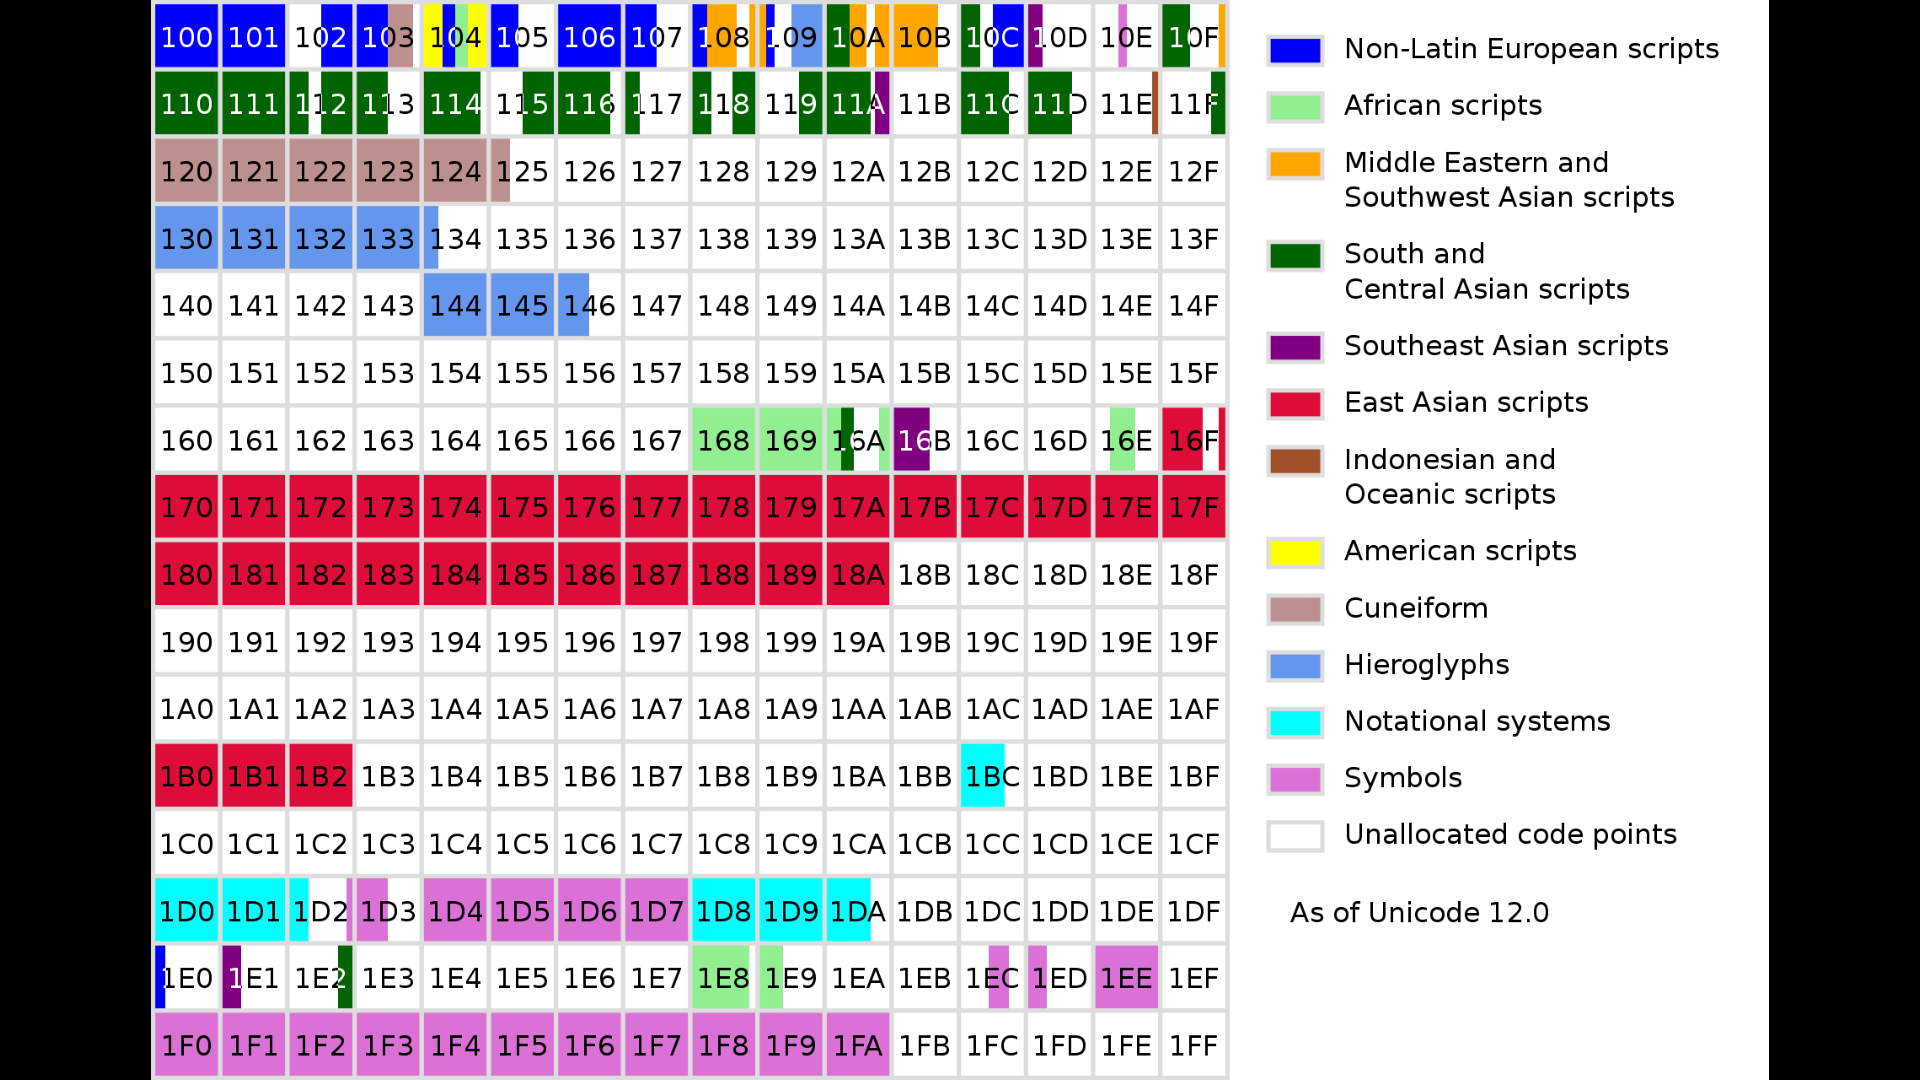 100 101 102 103 104 105 106 107 108 109 10A 10B 10C 10D 10E 10F
110 111 112 113 114 115 116 117 118 119 11A 11B 11C 11D 11E 11F
120 121 122 123 124 125 126 127 128 129 12A 12B 12C 12D 12E 12F
130 131 132 133 134 135 136 137 138 139 13A 13B 13C 13D 13E 13F
140 141 142 143 144 145 146 147 148 149 14A 14B 14C 14D 14E 14F
150 151 152 153 154 155 156 157 158 159 15A 15B 15C 15D 15E 15F
160 161 162 163 164 165 166 167 168 169 16A 16B 16C 16D 16E 16F
170 171 172 173 174 175 176 177 178 179 17A 17B 17C 17D 17E 17F
180 181 182 183 184 185 186 187 188 189 18A 18B 18C 18D 18E 18F
190 191 192 193 194 195 196 197 198 199 19A 19B 19C 19D 19E 19F
1A0 1A1 1A2 1A3 1A4 1A5 1A6 1A7 1A8 1A9 1AA 1AB 1AC 1AD 1AE 1AF
1B0 1B1 1B2 1B3 1B4 1B5 1B6 1B7 1B8 1B9 1BA 1BB 1BC 1BD 1BE 1BF
1C0 1C1 1C2 1C3 1C4 1C5 1C6 1C7 1C8 1C9 1CA 1CB 1CC 1CD 1CE 1CF
1D0 1D1 1D2 1D3 1D4 1D5 1D6 1D7 1D8 1D9 1DA 1DB 1DC 1DD 1DE 1DF
1E0 1E1 1E2 1E3 1E4 1E5 1E6 1E7 1E8 1E9 1EA 1EB 1EC 1ED 1EE 1EF
1F0 1F1 1F2 1F3 1F4 1F5 1F6 1F7 1F8 1F9 1FA 1FB 1FC 1FD 1FE 1FF
Non-Latin European scripts
African scripts
Middle Eastern and
Southwest Asian scripts
South and
Central Asian scripts
Southeast Asian scripts
East Asian scripts
Indonesian and
Oceanic scripts
American scripts
Cuneiform
Hieroglyphs
Notational systems
Symbols
Unallocated code points
As of Unicode 12.0